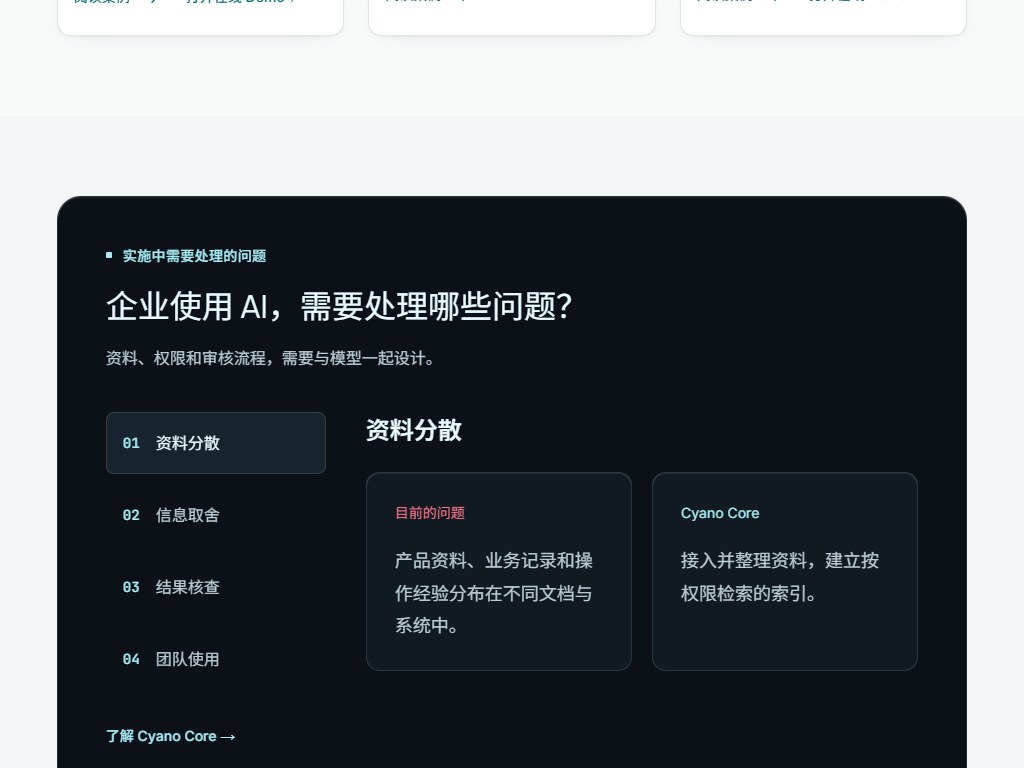 实施中需要处理的问题
企业使用 AI，需要处理哪些问题？
资料、权限和审核流程，需要与模型一起设计。
01 资料分散
02 信息取舍
03 结果核查
04 团队使用
资料分散
目前的问题
产品资料、业务记录和操
作经验分布在不同文档与
系统中。
Cyano Core
接入并整理资料，建立按
权限检索的索引。
了解 Cyano Core →